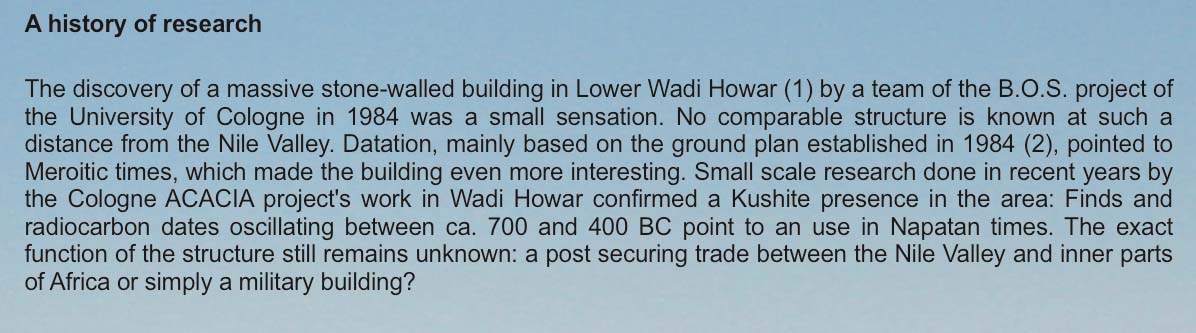 A history of research
The discovery of a massive stone-walled building in Lower Wadi Howar (1) by a team of the B.O.S. project of
the University of Cologne in 1984 was a small sensation. No comparable structure is known at such a
distance from the Nile Valley. Datation, mainly based on the ground plan established in 1984 (2), pointed to
Meroitic times, which made the building even more interesting. Small scale research done in recent years by
the Cologne ACACIA project's work in Wadi Howar confirmed a Kushite presence in the area: Finds and
radiocarbon dates oscillating between ca. 700 and 400 BC point to an use in Napatan times. The exact
function of the structure still remains unknown: a post securing trade between the Nile Valley and inner parts
of Africa or simply a military building?